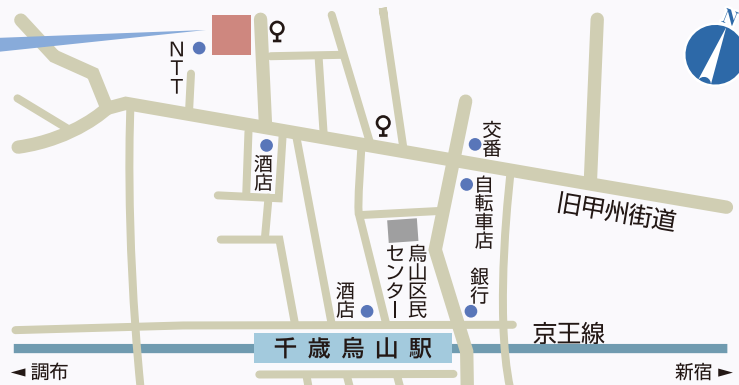 N
NTT
交番
酒店
自転車店
旧甲州街道
烏山区民
センター
銀行
酒店
京王線
千歳烏山駅
◄ 調布
新宿 ►